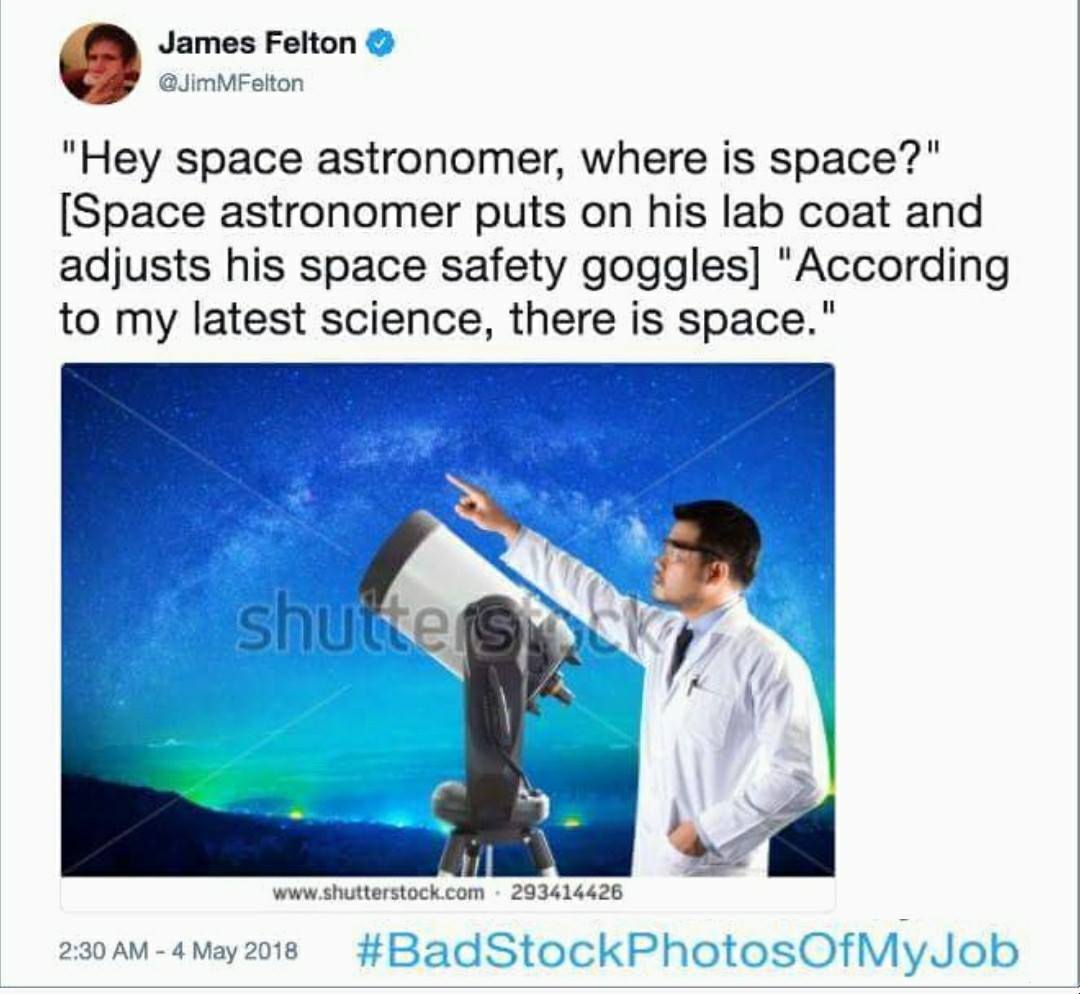 James Felton
@JimMFelton
"Hey space astronomer, where is space?"
[Space astronomer puts on his lab coat and
adjusts his space safety goggles] "According
to my latest science, there is space."
shutterstock
www.shutterstock.com · 293414426
2:30 AM - 4 May 2018 #BadStockPhotosOfMyJob